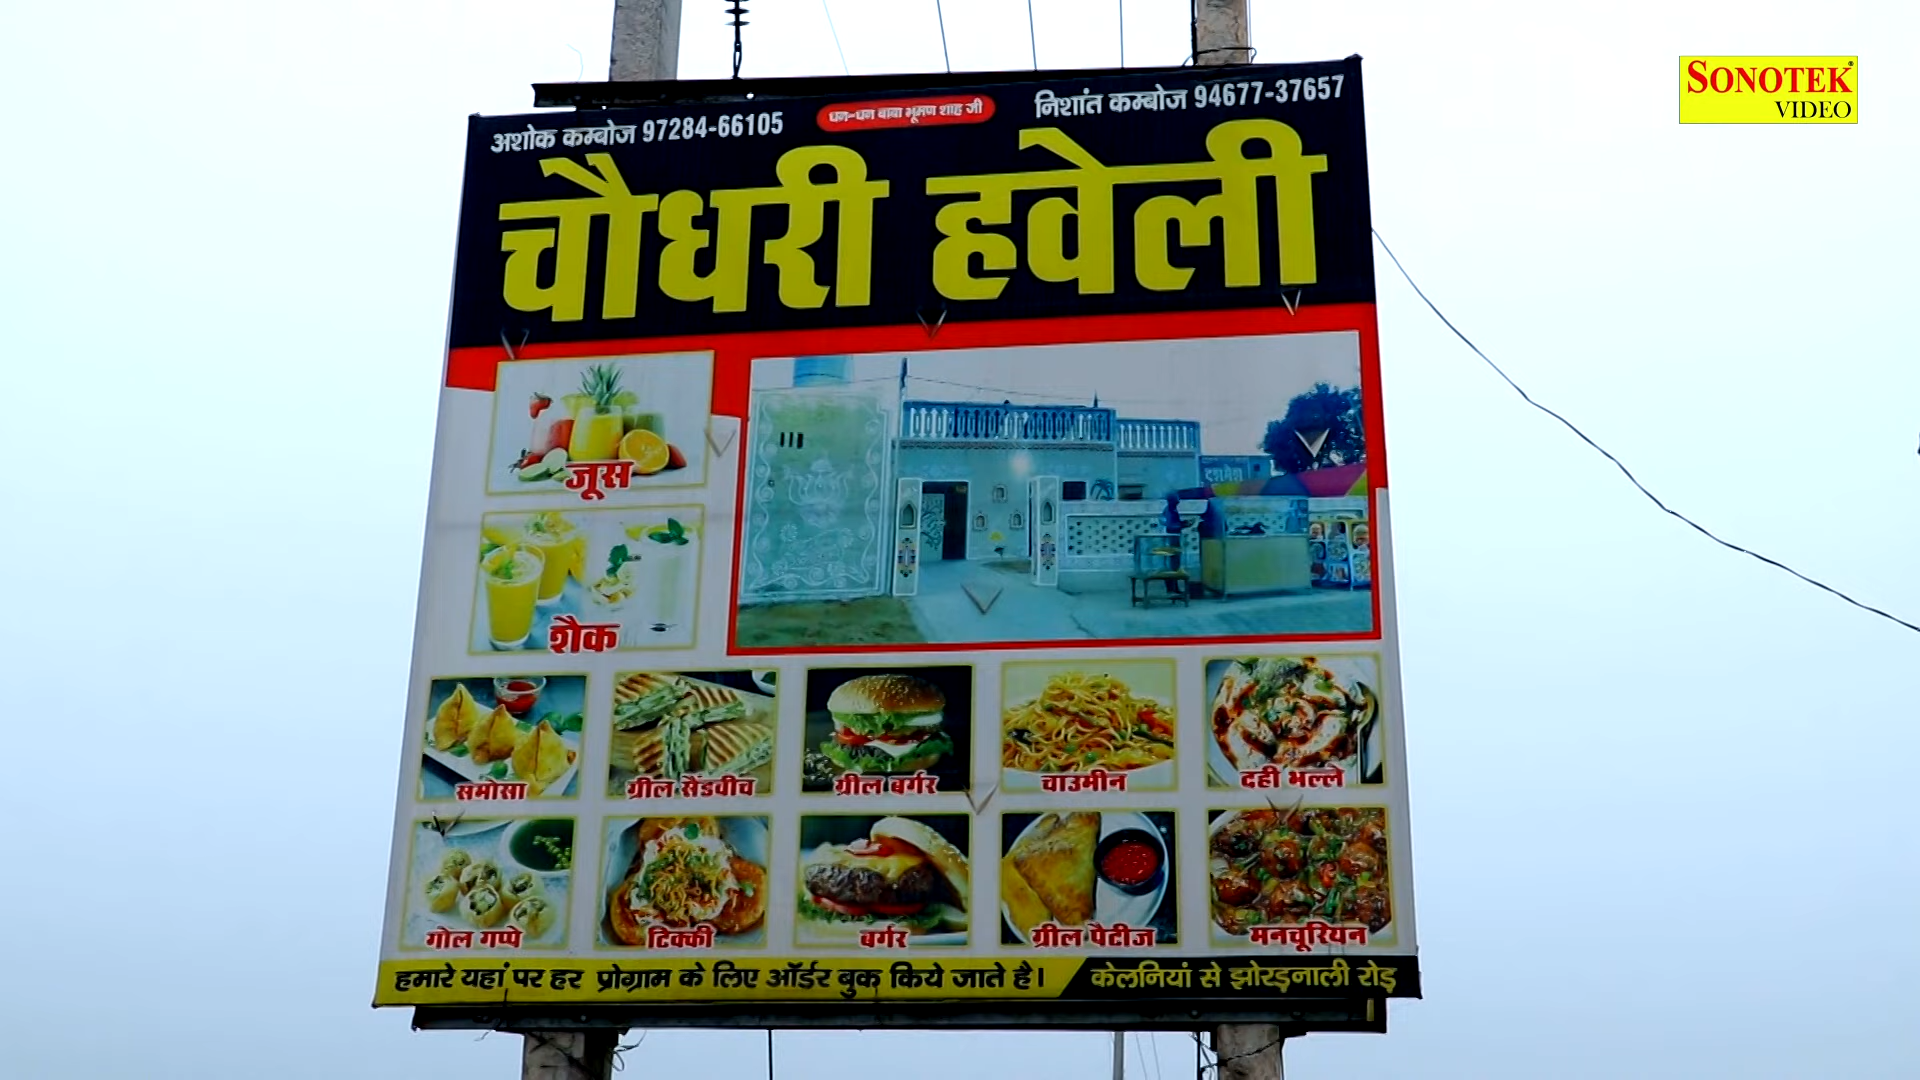 SONOTEK
VIDEO
अशोक कम्बोज 97284-66105
धन-धन बाबा भूमण शाह जी
निशांत कम्बोज 94677-37657
चौधरी हवेली
जूस
शैक
समोसा
ग्रील सैंडवीच
ग्रील बर्गर
चाउमीन
दही भल्ले
गोल गप्पे
टिक्की
बर्गर
ग्रील पैटीज
मनचूरियन
हमारे यहां पर हर प्रोग्राम के लिए ऑर्डर बुक किये जाते है।
केलनियां से झोरड़नाली रोड़